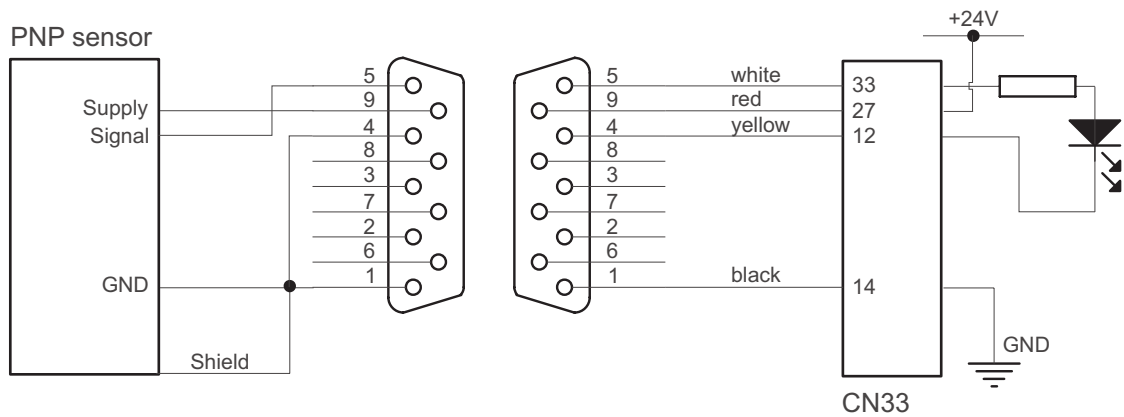 +24V
PNP sensor
Supply
Signal
GND
Shield
5
9
4
8
3
7
2
6
1
5
9
4
8
3
7
2
6
1
white
red
yellow
black
33
27
12
14
GND
CN33